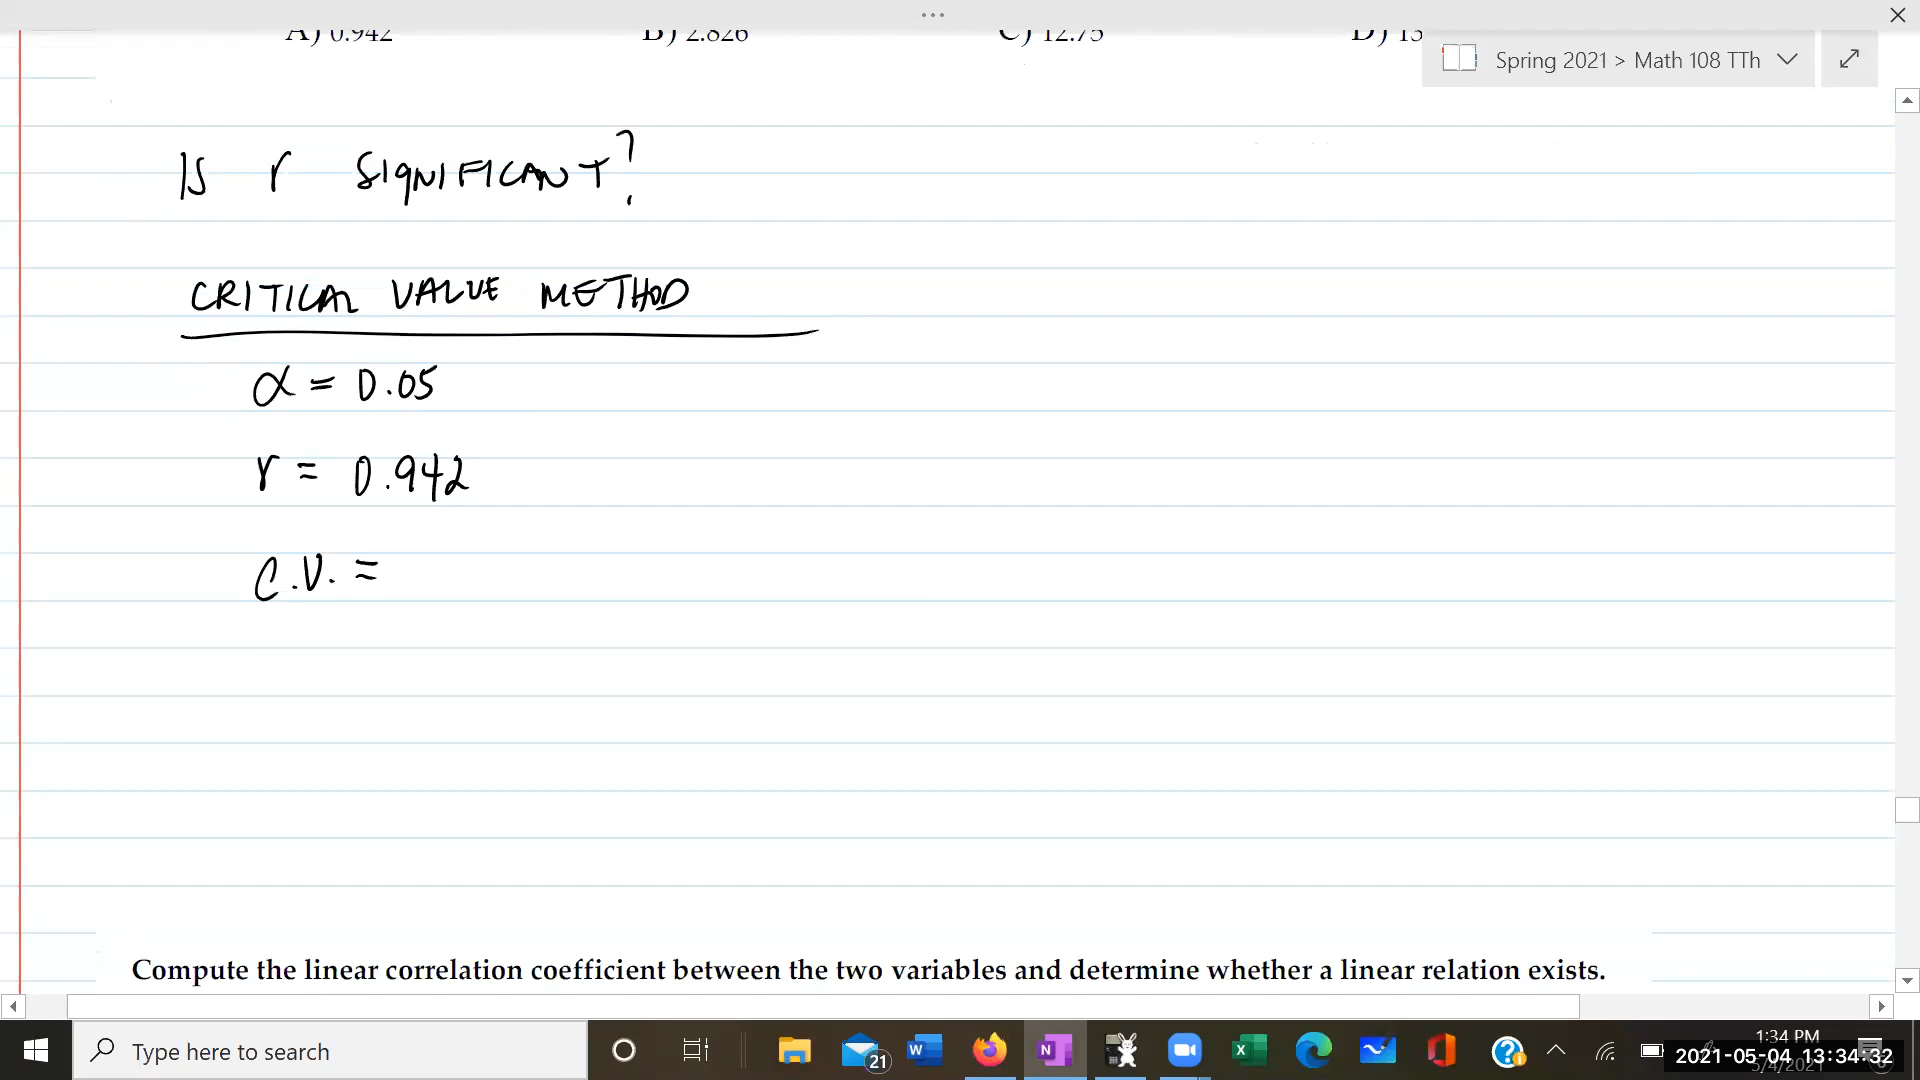 A) 0.942 B) 2.826 C) 12.75 D) 13
Spring 2021 > Math 108 TTh
IS r SIGNIFICANT?
CRITICAL VALUE METHOD
α = 0.05
r = 0.942
C.V. =
Compute the linear correlation coefficient between the two variables and determine whether a linear relation exists.
Type here to search
21
1:34 PM
2021-05-04 13:34:32